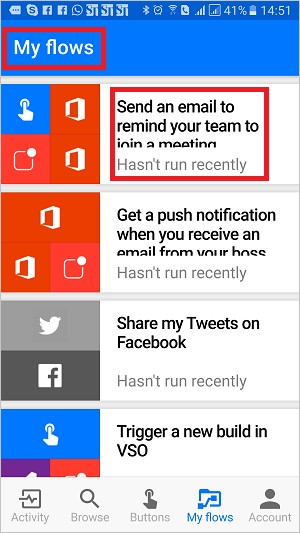 41% 14:51
My flows
Send an email to
remind your team to
join a meeting
Hasn't run recently
Get a push notification
when you receive an
email from your boss
Hasn't run recently
Share my Tweets on
Facebook
Hasn't run recently
Trigger a new build in
VSO
Activity Browse Buttons My flows Account